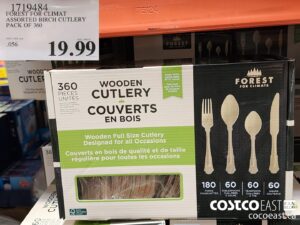 1719484
FOREST FOR CLIMAT
ASSORTED BIRCH CUTLERY
PACK OF 360
.056
19.99
360
PIECES
UNITÉS
WOODEN
CUTLERY
COUVERTS
EN BOIS
Wooden Full Size Cutlery
Designed for all Occasions
Couverts en bois de qualité et de taille
régulière pour toutes les occasions
FOREST
FOR CLIMATE
180 60 60 60
COSTCO EAST
cocoeast.ca